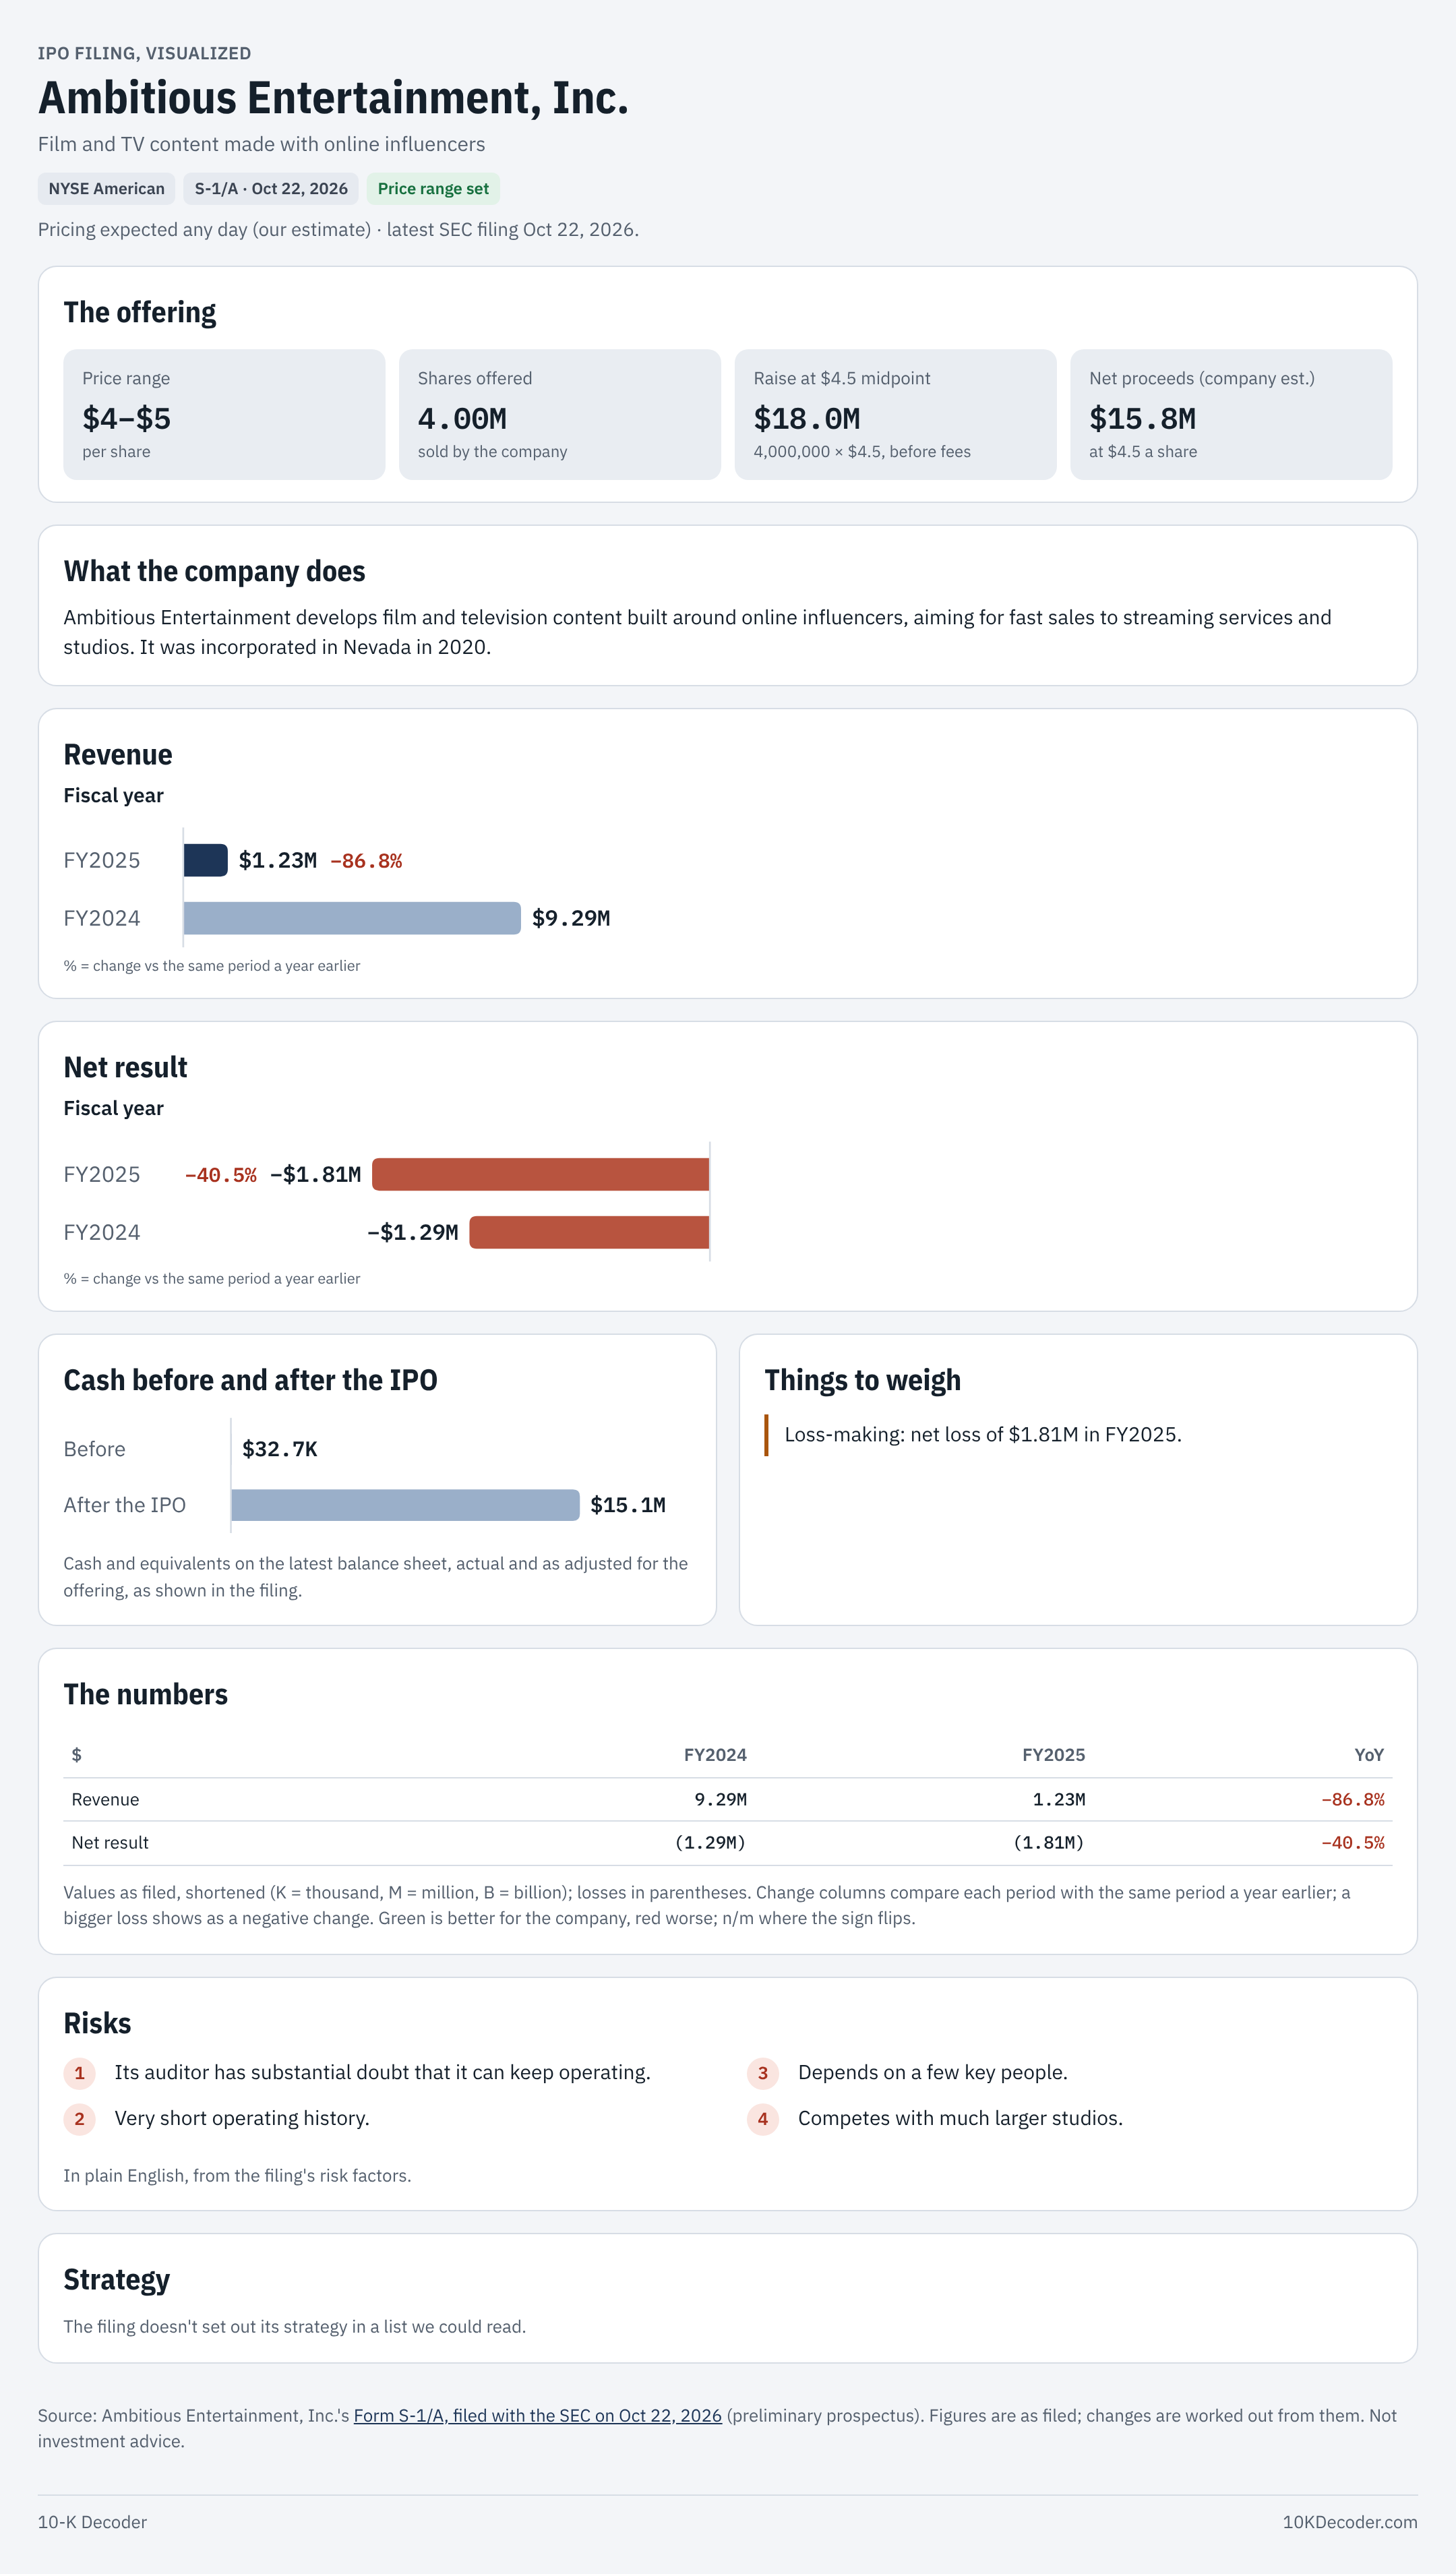 IPO FILING, VISUALIZED
Ambitious Entertainment, Inc.
Film and TV content made with online influencers
NYSE American
S-1/A · Oct 22, 2026
Price range set
Pricing expected any day (our estimate) · latest SEC filing Oct 22, 2026.
The offering
Price range
$4–$5
per share
Shares offered
4.00M
sold by the company
Raise at $4.5 midpoint
$18.0M
4,000,000 × $4.5, before fees
Net proceeds (company est.)
$15.8M
at $4.5 a share
What the company does
Ambitious Entertainment develops film and television content built around online influencers, aiming for fast sales to streaming services and
studios. It was incorporated in Nevada in 2020.
Revenue
Fiscal year
FY2025 $1.23M −86.8%
FY2024 $9.29M
% = change vs the same period a year earlier
Net result
Fiscal year
FY2025 −40.5% −$1.81M
FY2024 −$1.29M
% = change vs the same period a year earlier
Cash before and after the IPO
Before $32.7K
After the IPO $15.1M
Cash and equivalents on the latest balance sheet, actual and as adjusted for the
offering, as shown in the filing.
Things to weigh
Loss-making: net loss of $1.81M in FY2025.
The numbers
$ FY2024 FY2025 YoY
Revenue 9.29M 1.23M −86.8%
Net result (1.29M) (1.81M) −40.5%
Values as filed, shortened (K = thousand, M = million, B = billion); losses in parentheses. Change columns compare each period with the same period a year earlier; a
bigger loss shows as a negative change. Green is better for the company, red worse; n/m where the sign flips.
Risks
1 Its auditor has substantial doubt that it can keep operating.
2 Very short operating history.
3 Depends on a few key people.
4 Competes with much larger studios.
In plain English, from the filing's risk factors.
Strategy
The filing doesn't set out its strategy in a list we could read.
Source: Ambitious Entertainment, Inc.'s Form S-1/A, filed with the SEC on Oct 22, 2026 (preliminary prospectus). Figures are as filed; changes are worked out from them. Not
investment advice.
10-K Decoder
10KDecoder.com